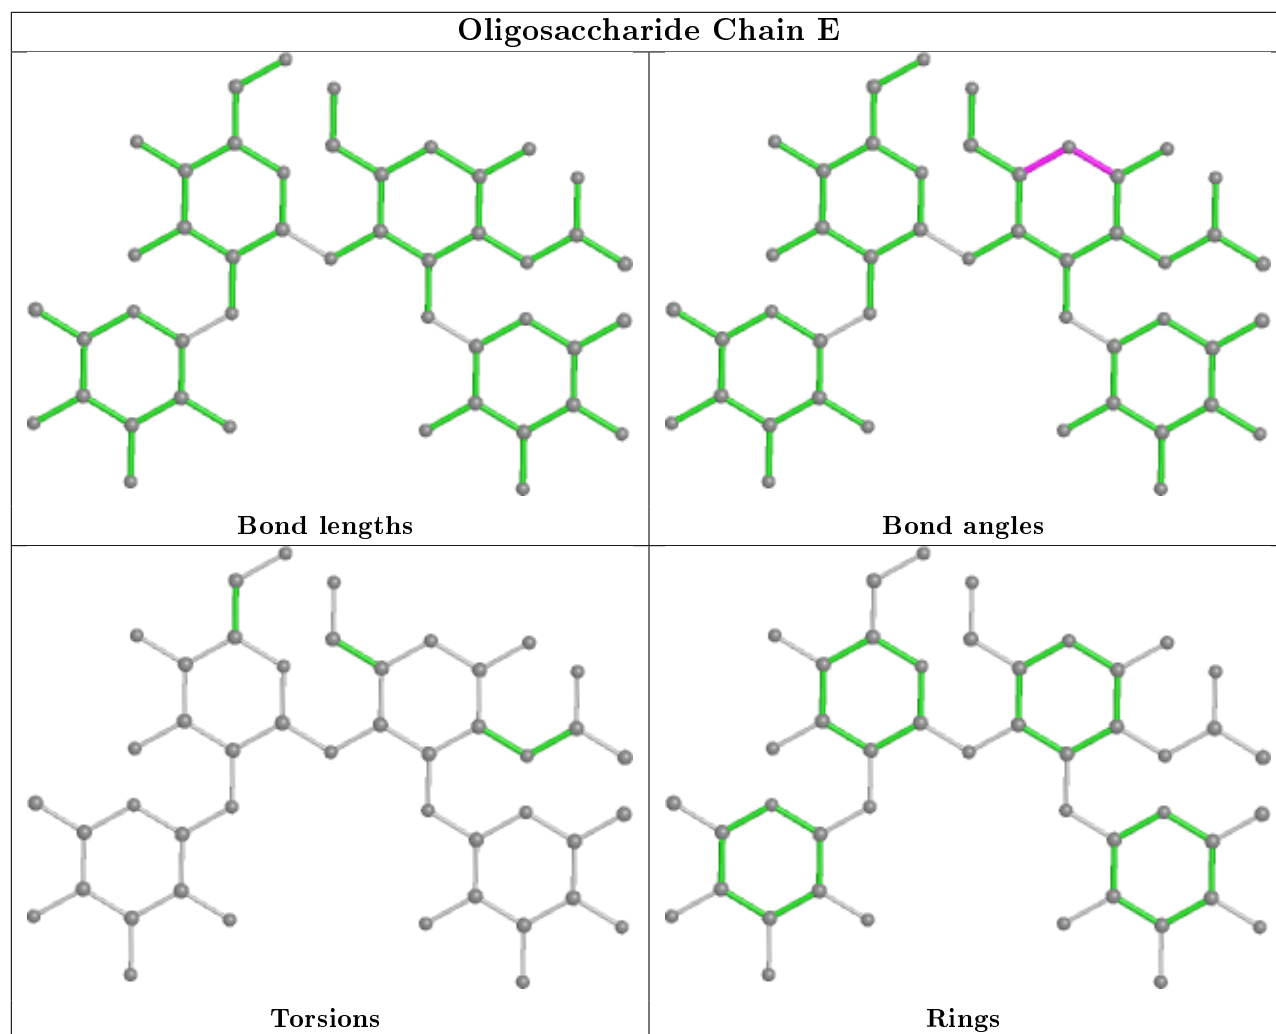 Oligosaccharide Chain E
Bond lengths
Bond angles
Torsions
Rings